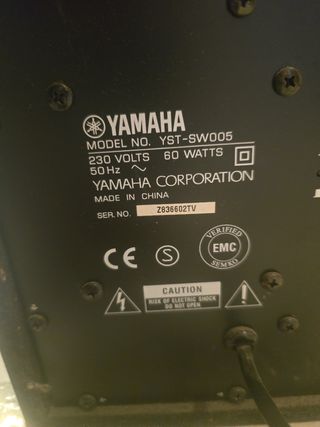 YAMAHA
MODEL NO. YST-SW005
230 VOLTS 60 WATTS
50Hz ~
YAMAHA CORPORATION
MADE IN CHINA
SER. NO. Z836602TV
CE S VERIFIED EMC SEMKO
CAUTION
RISK OF ELECTRIC SHOCK
DO NOT OPEN